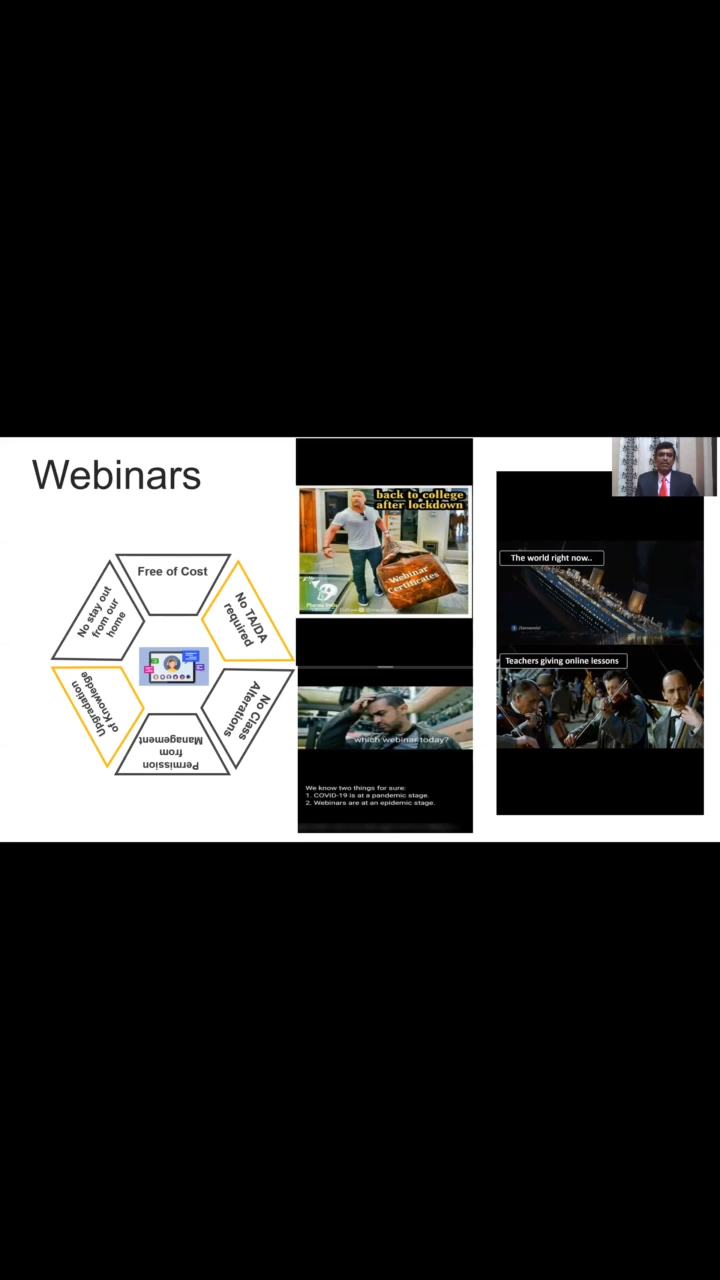 Webinars
Free of Cost
No TA/DA
required
No Class
Alterations
Permission
from
Management
Upgradation
of Knowledge
No stay out
from our
home
back to college
after lockdown
Webinar
Certificates
which webinar today?
We know two things for sure:
1. COVID-19 is at a pandemic stage.
2. Webinars are at an epidemic stage.
The world right now..
Teachers giving online lessons